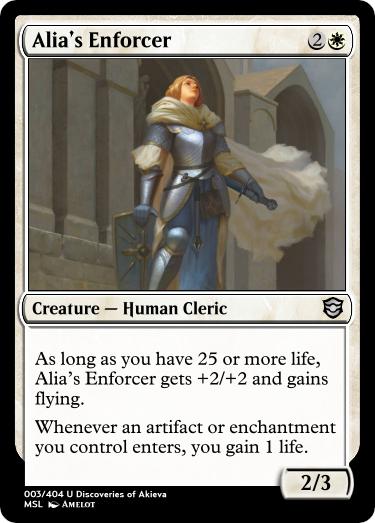 Alia's Enforcer 2
Creature — Human Cleric
As long as you have 25 or more life,
Alia's Enforcer gets +2/+2 and gains
flying.
Whenever an artifact or enchantment
you control enters, you gain 1 life.
2/3
003/404 U Discoveries of Akieva
MSL Amelot